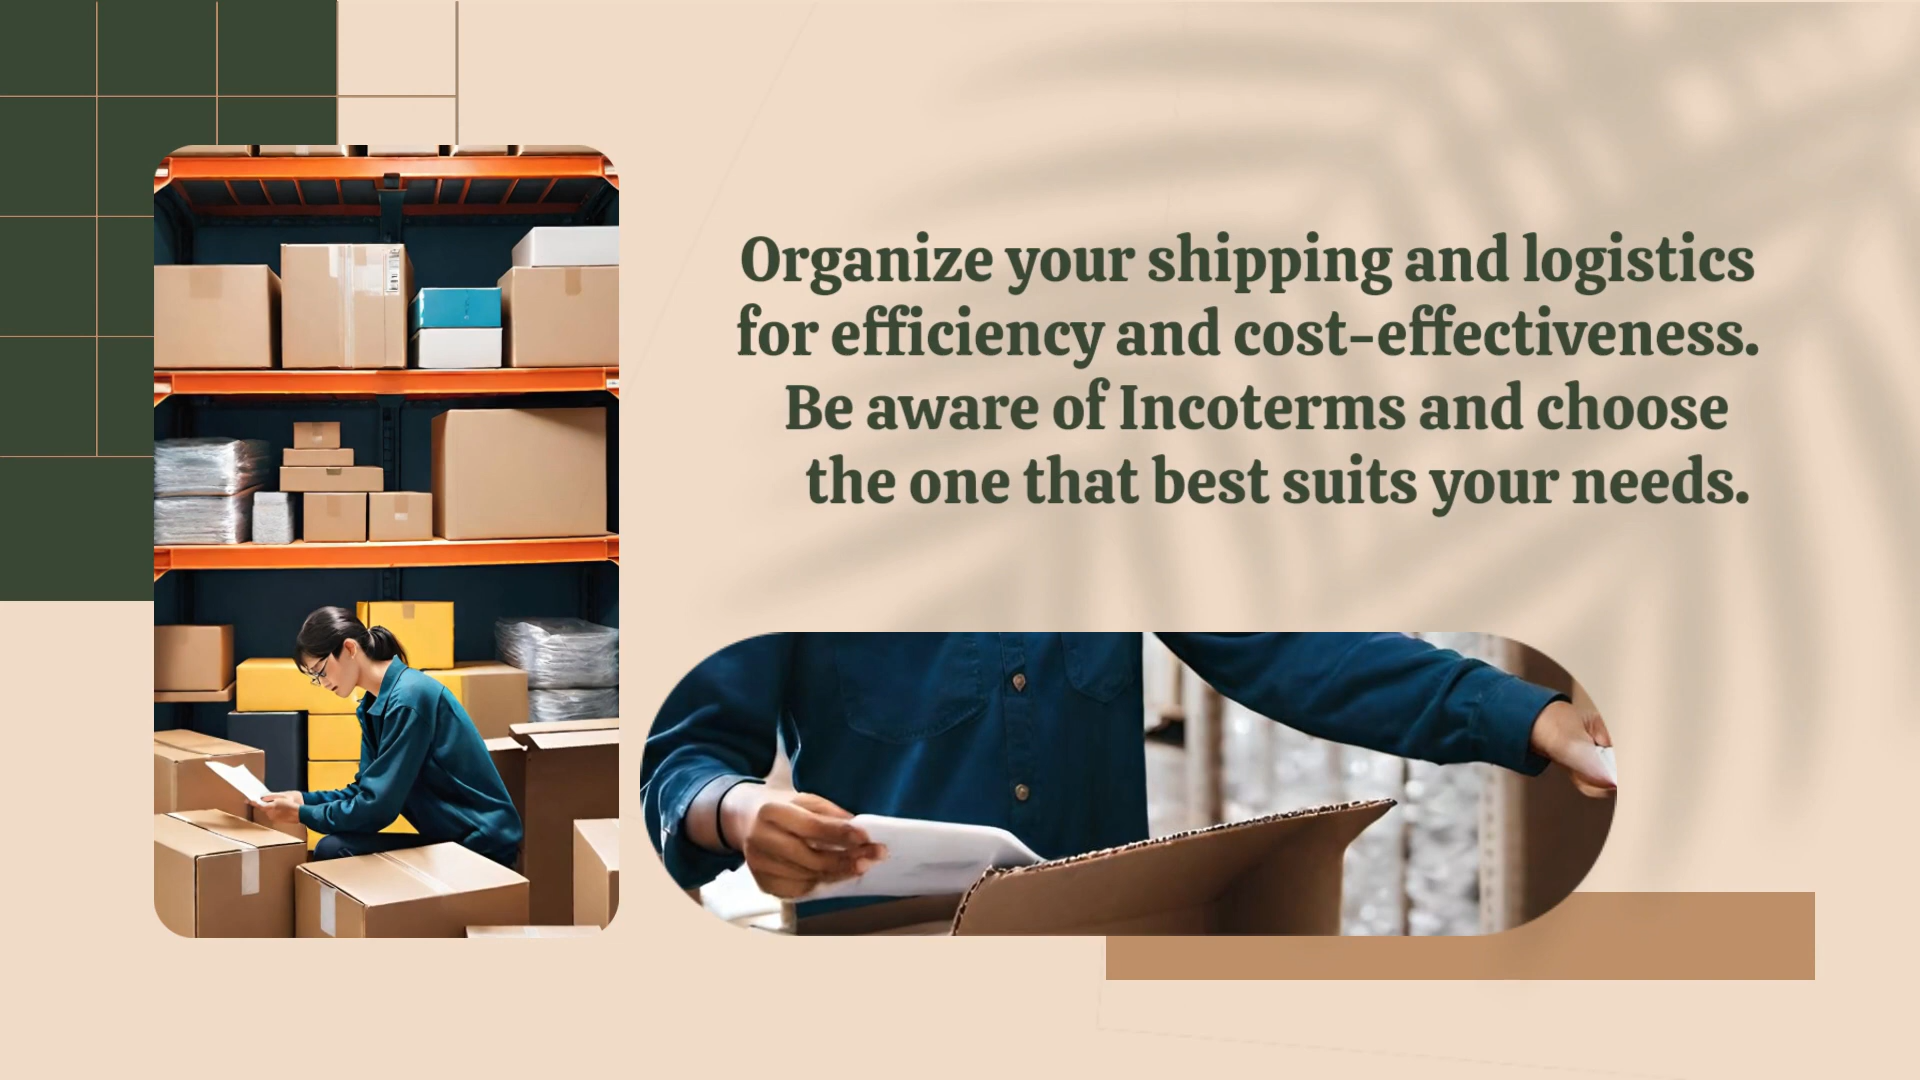 Organize your shipping and logistics
for efficiency and cost-effectiveness.
Be aware of Incoterms and choose
the one that best suits your needs.